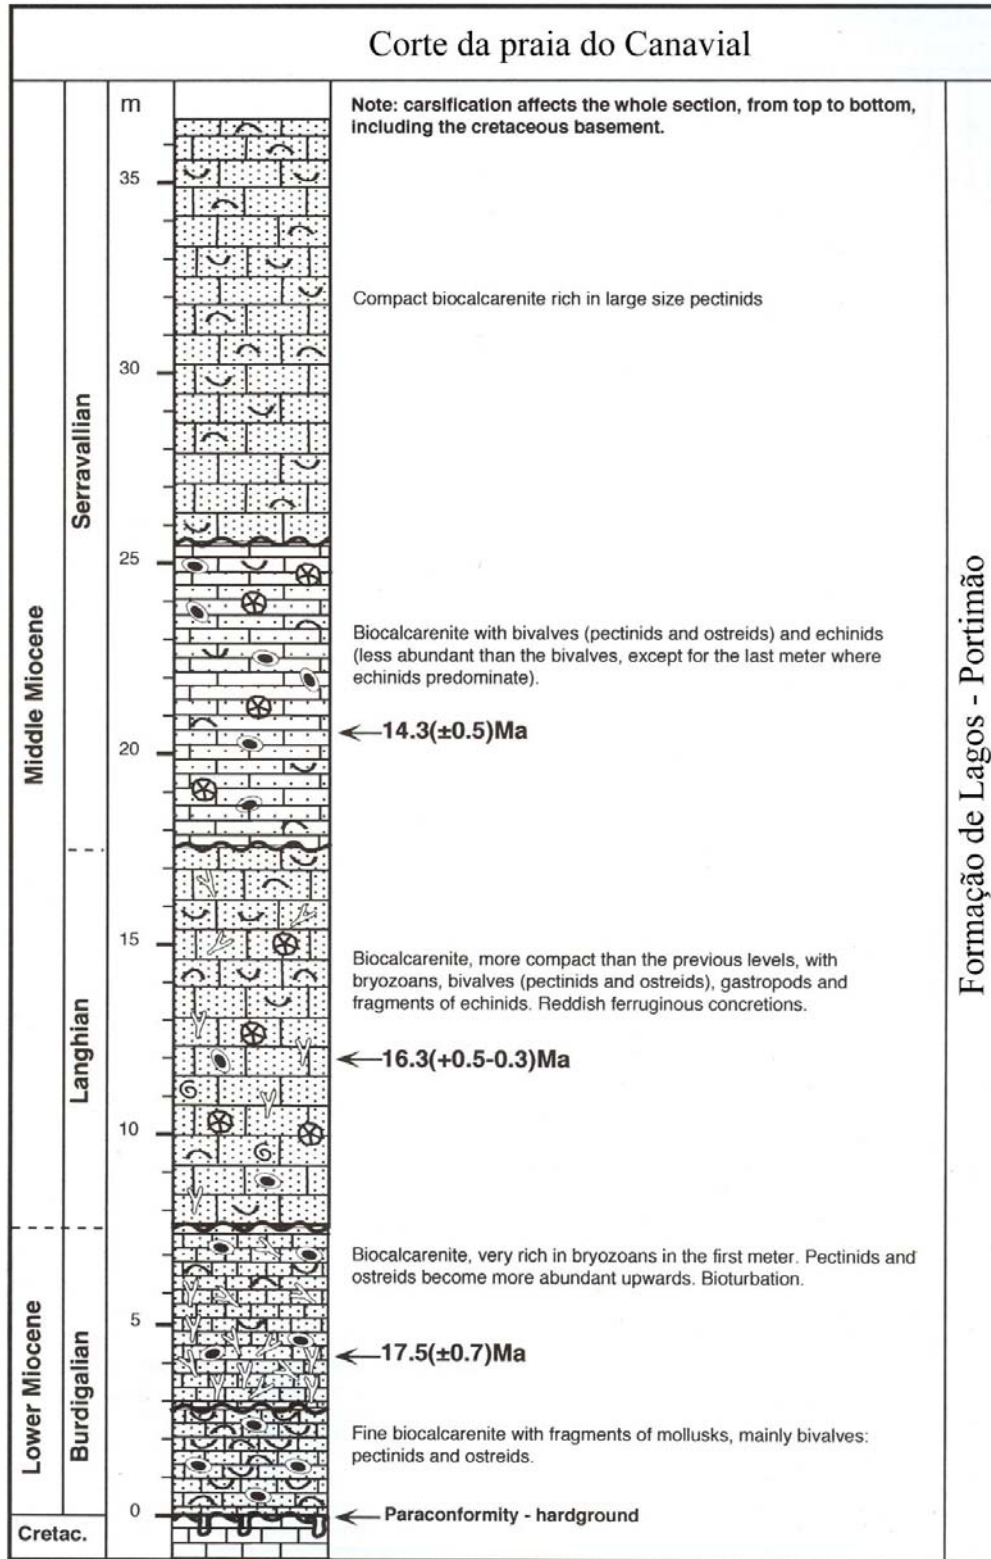 Corte da praia do Canavial
m
Note: carsification affects the whole section, from top to bottom,
including the cretaceous basement.
35
Compact biocalcarenite rich in large size pectinids
30
Serravallian
25
Middle Miocene
Biocalcarenite with bivalves (pectinids and ostreids) and echinids
(less abundant than the bivalves, except for the last meter where
echinids predominate).
14.3(±0.5)Ma
20
Formação de Lagos - Portimão
15
Biocalcarenite, more compact than the previous levels, with
bryozoans, bivalves (pectinids and ostreids), gastropods and
fragments of echinids. Reddish ferruginous concretions.
Langhian
16.3(+0.5-0.3)Ma
10
Biocalcarenite, very rich in bryozoans in the first meter. Pectinids and
ostreids become more abundant upwards. Bioturbation.
5
17.5(±0.7)Ma
Lower Miocene
Burdigalian
Fine biocalcarenite with fragments of mollusks, mainly bivalves:
pectinids and ostreids.
0
Paraconformity - hardground
Cretac.